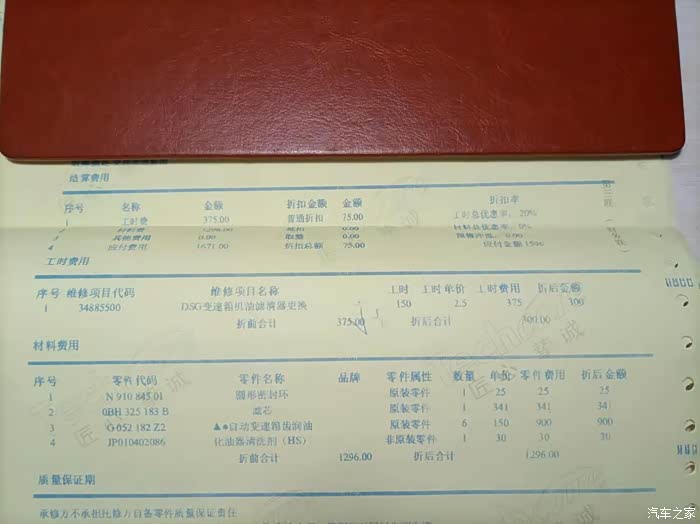 结算费用
序号 名称 金额 折扣金额 金额 折扣率
1 工时费 375.00 普通折扣 75.00 工时总优惠率: 20%
2 材料费 1296.00 0.00 材料总优惠率: 0%
3 其他费用 0.00 取整 0.00
4 应付费用 1671.00 折扣总额 75.00 应付金额1596
工时费用
序号 维修项目代码 维修项目名称 工时 工时单价 工时费用 折后金额
1 34885500 DSG变速箱机油滤清器更换 150 2.5 375 300
折前合计 375.00 折后合计 300.00
材料费用
序号 零件代码 零件名称 品牌 零件属性 数量 单价 零件费用 折后金额
1 N 910 845 01 圆形密封环 原装零件 1 25 25 25
2 0BH 325 183 B 滤芯 原装零件 1 341 341 341
3 G 052 182 Z2 ▲●自动变速箱齿润油 原装零件 6 150 900 900
4 JP010402086 化油器清洗剂（HS） 非原装零件 1 30 30 30
折前合计 1296.00 折后合计 1296.00
质量保证期
承修方不承担托修方自备零件质量保证责任
匠心挚诚
汽车之家